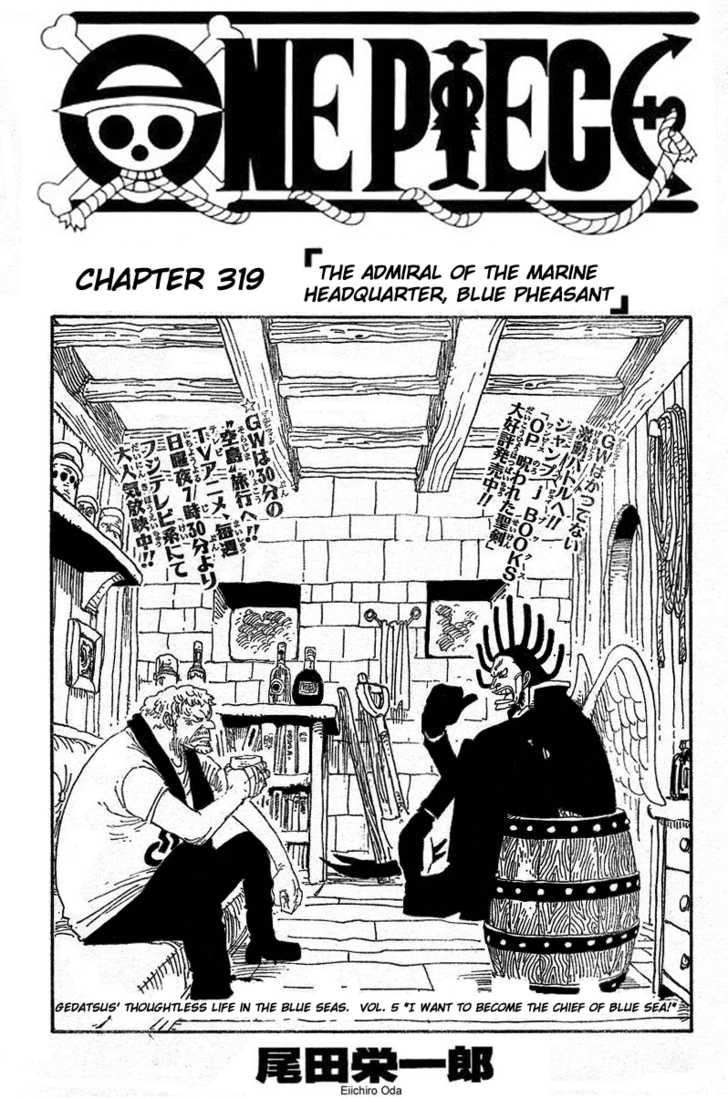 ONE PIECE
CHAPTER 319
「THE ADMIRAL OF THE MARINE
HEADQUARTER, BLUE PHEASANT」
☆GWはかつてない
激動バトルへ!!
ジャンプ j BOOKS
「OP 呪われた聖剣」
大好評発売中!!
☆GWは30分の
“空島”旅行へ!!
TVアニメ、毎週
日曜夜7時30分より
フジテレビ系にて
大人気放映中!!
GEDATSUS' THOUGHTLESS LIFE IN THE BLUE SEAS. VOL. 5 "I WANT TO BECOME THE CHIEF OF BLUE SEA!"
尾田栄一郎
Eiichiro Oda